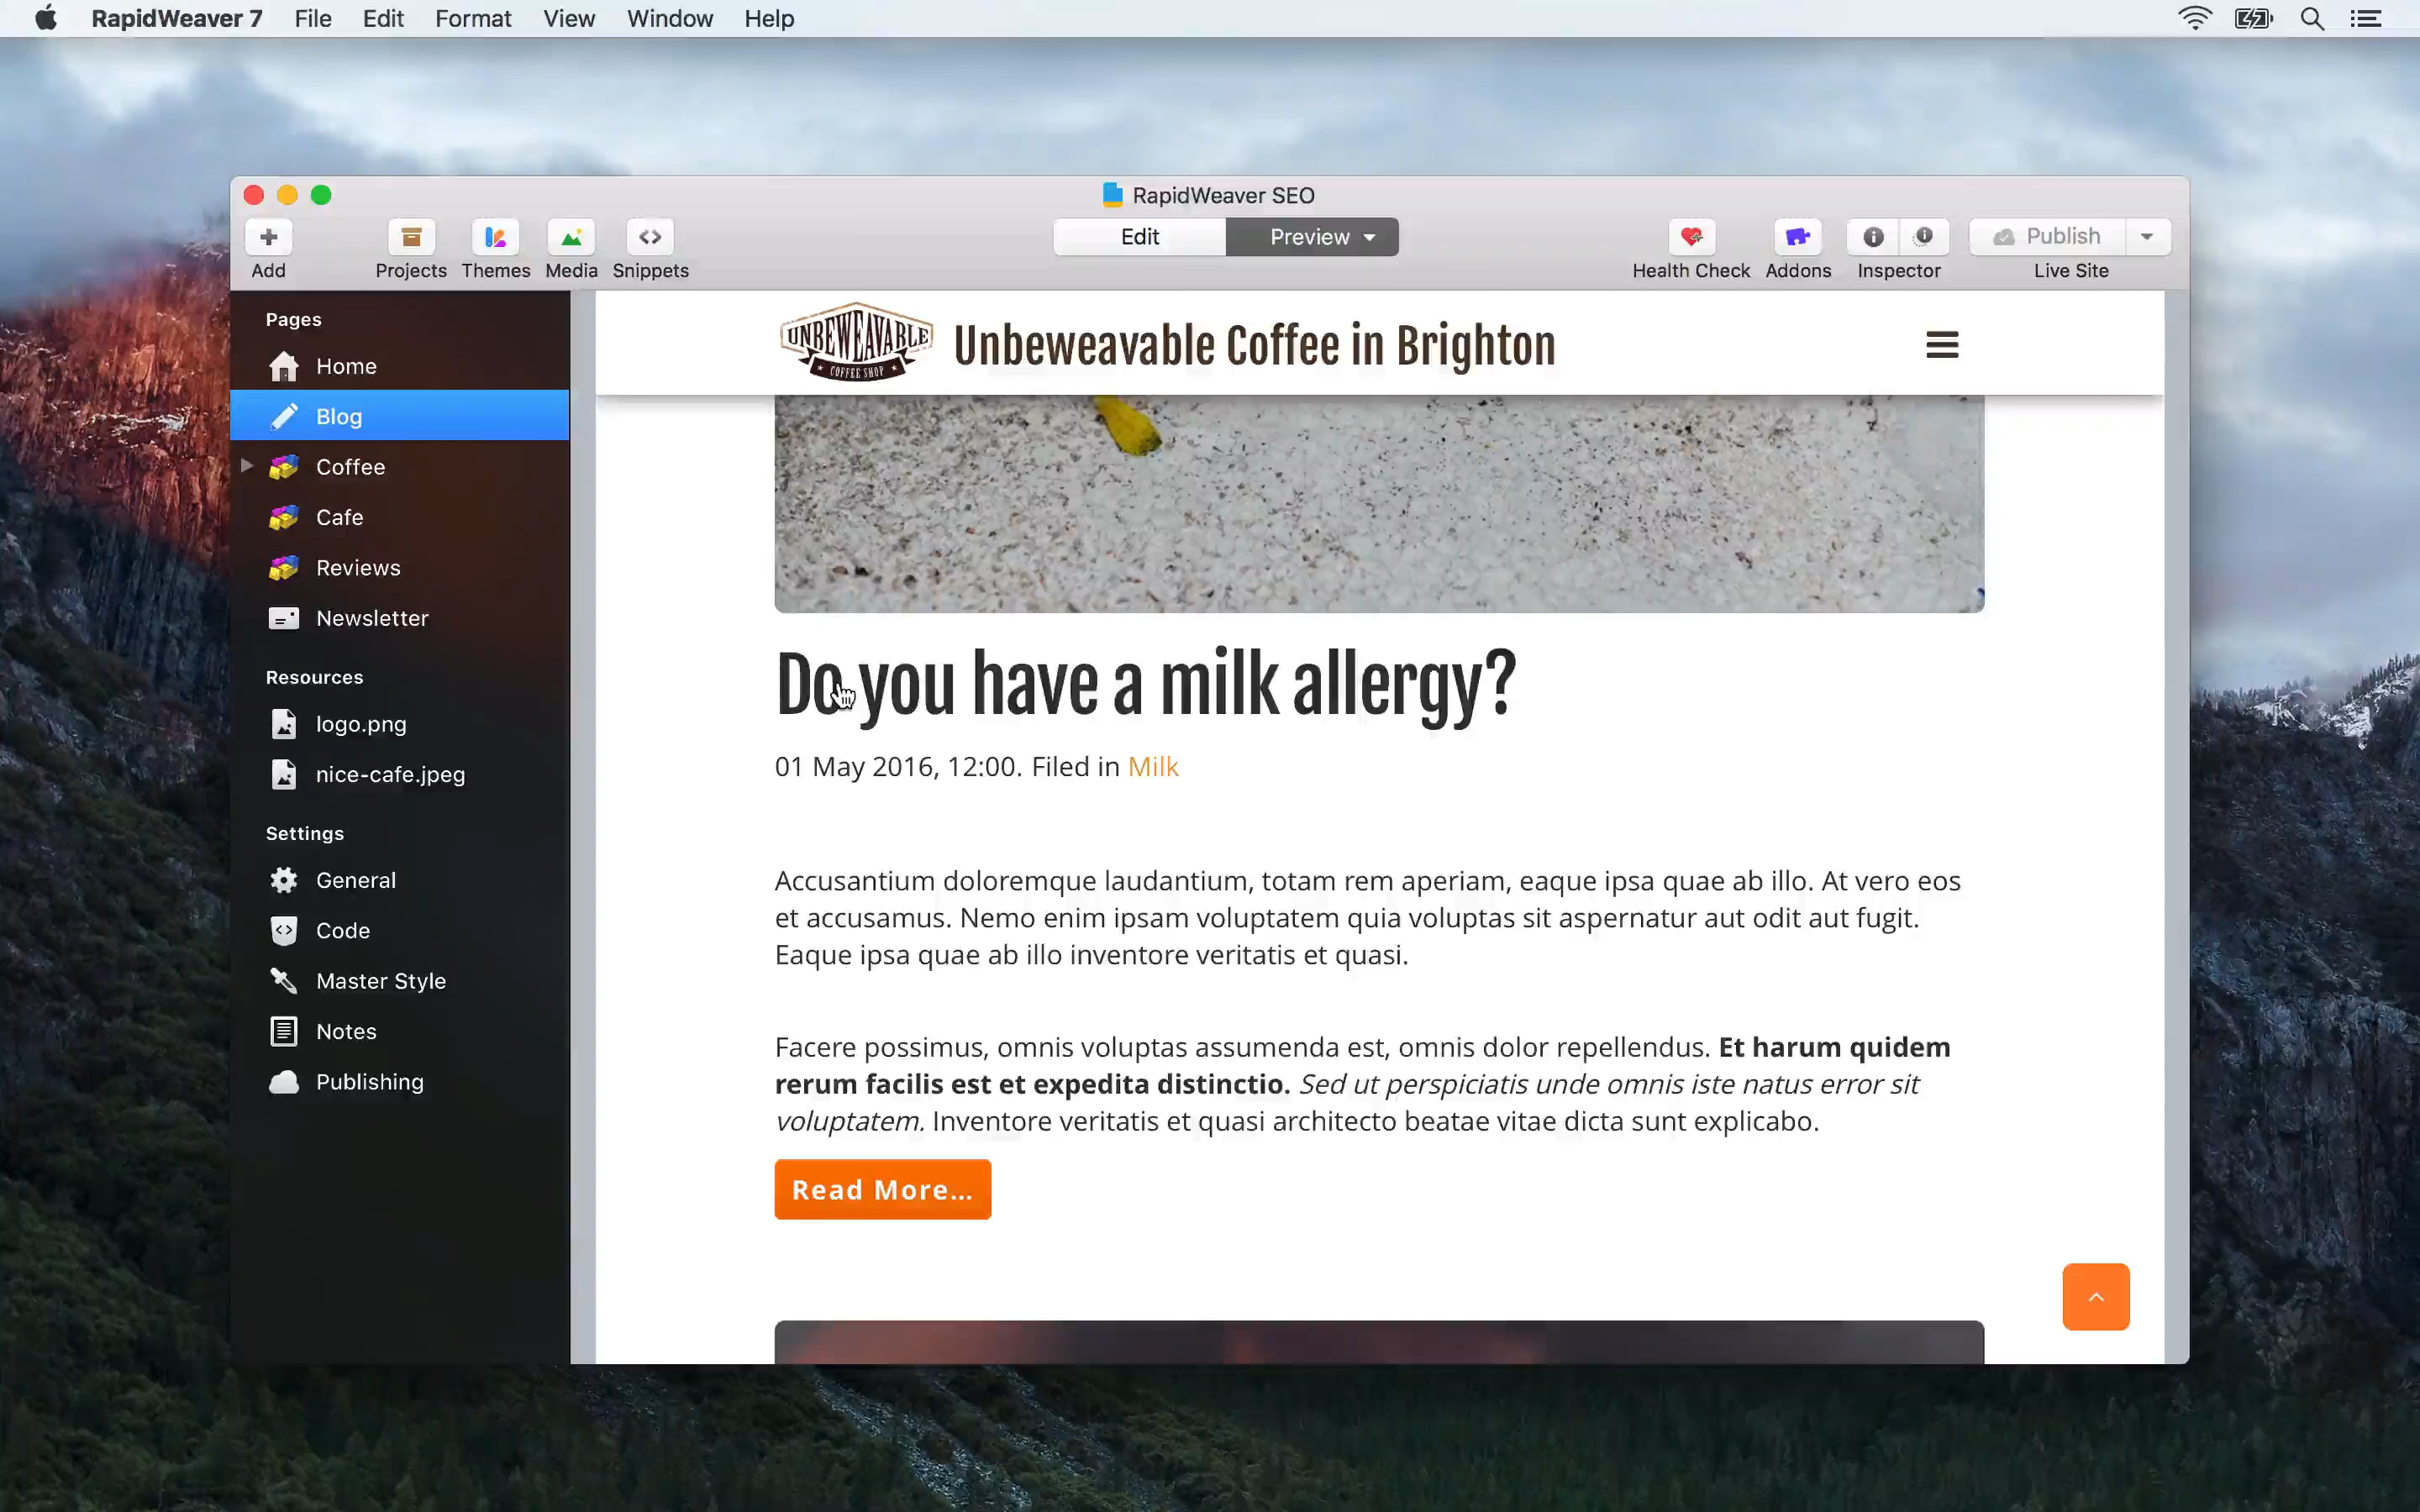 RapidWeaver 7 File Edit Format View Window Help
RapidWeaver SEO
Edit Preview
Publish
Add Projects Themes Media Snippets Health Check Addons Inspector Live Site
Pages
Home
Blog
Coffee
Cafe
Reviews
Newsletter
Resources
logo.png
nice-cafe.jpeg
Settings
General
Code
Master Style
Notes
Publishing
UNBEWEAVABLE
COFFEE SHOP
Unbeweavable Coffee in Brighton
Do you have a milk allergy?
01 May 2016, 12:00. Filed in Milk
Accusantium doloremque laudantium, totam rem aperiam, eaque ipsa quae ab illo. At vero eos
et accusamus. Nemo enim ipsam voluptatem quia voluptas sit aspernatur aut odit aut fugit.
Eaque ipsa quae ab illo inventore veritatis et quasi.
Facere possimus, omnis voluptas assumenda est, omnis dolor repellendus. Et harum quidem
rerum facilis est et expedita distinctio. Sed ut perspiciatis unde omnis iste natus error sit
voluptatem. Inventore veritatis et quasi architecto beatae vitae dicta sunt explicabo.
Read More...